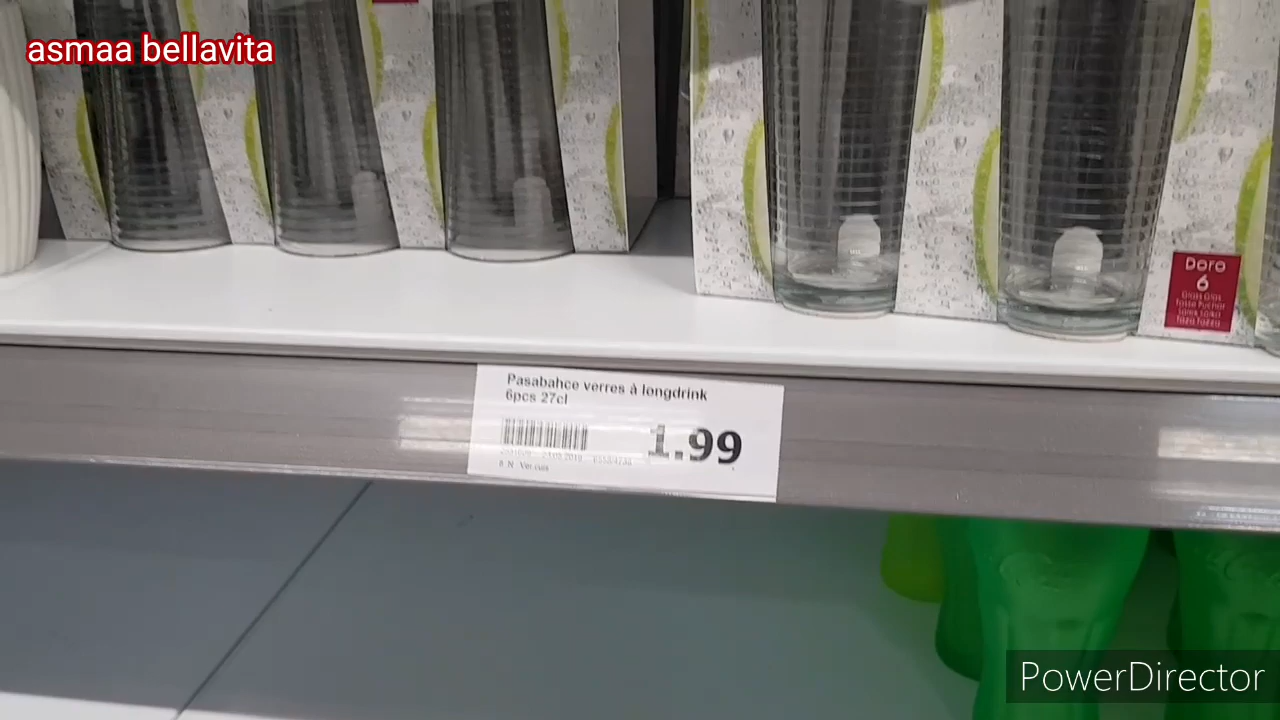 asmaa bellavita
Doro
6
Pasabahce verres à longdrink
6pcs 27cl
1.99
PowerDirector